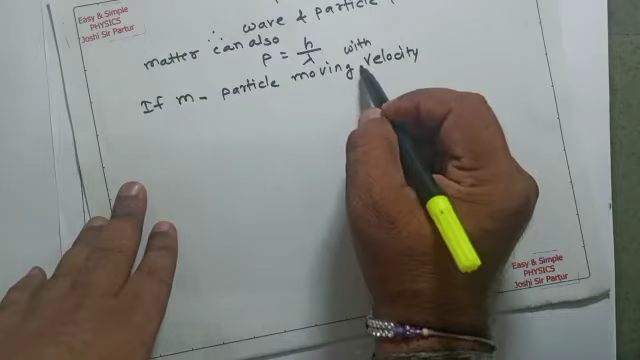 Easy & Simple
PHYSICS
Joshi Sir Partur
∴ wave & particle
matter can also
p = h/λ
with
If m - particle moving velocity
Easy & Simple
PHYSICS
Joshi Sir Partur